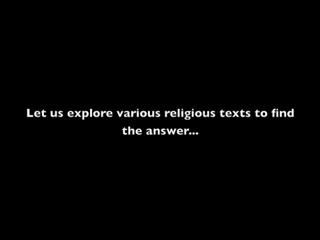 Let us explore various religious texts to find
the answer...